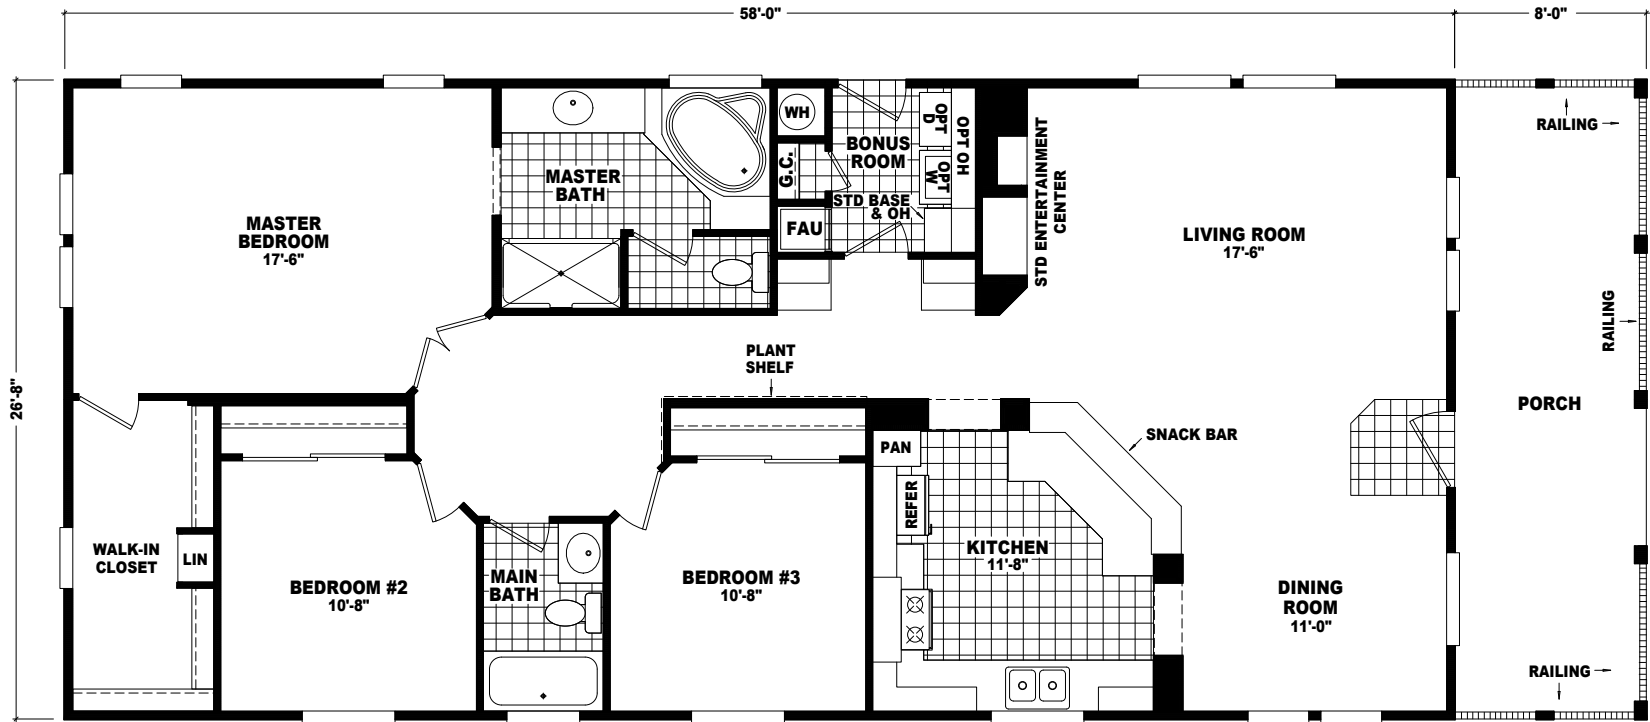 58'-0"
8'-0"
26'-8"
MASTER
BEDROOM
17'-6"
MASTER
BATH
WH
G.C.
FAU
BONUS
ROOM
OPT
D
OPT
W
OPT OH
STD BASE
& OH
STD ENTERTAINMENT
CENTER
LIVING ROOM
17'-6"
RAILING
RAILING
PORCH
PLANT
SHELF
SNACK BAR
PAN
REFER
KITCHEN
11'-8"
WALK-IN
CLOSET
LIN
BEDROOM #2
10'-8"
MAIN
BATH
BEDROOM #3
10'-8"
DINING
ROOM
11'-0"
RAILING